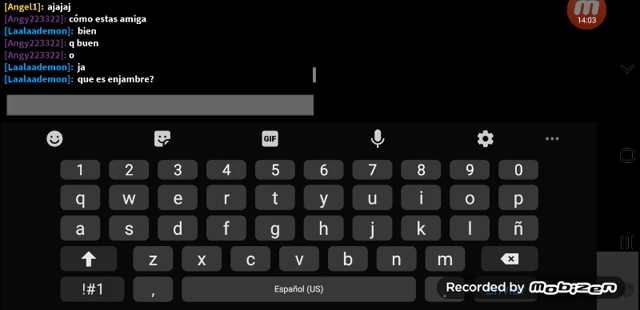 [Angel1]: ajajaj
[Angy223322]: cómo estas amiga
[Laalaademon]: bien
[Angy223322]: q buen
[Angy223322]: o
[Laalaademon]: ja
[Laalaademon]: que es enjambre?
14:03
GIF
1 2 3 4 5 6 7 8 9 0
q w e r t y u i o p
a s d f g h j k l ñ
z x c v b n m
!#1 , Español (US) .
Recorded by mobizen